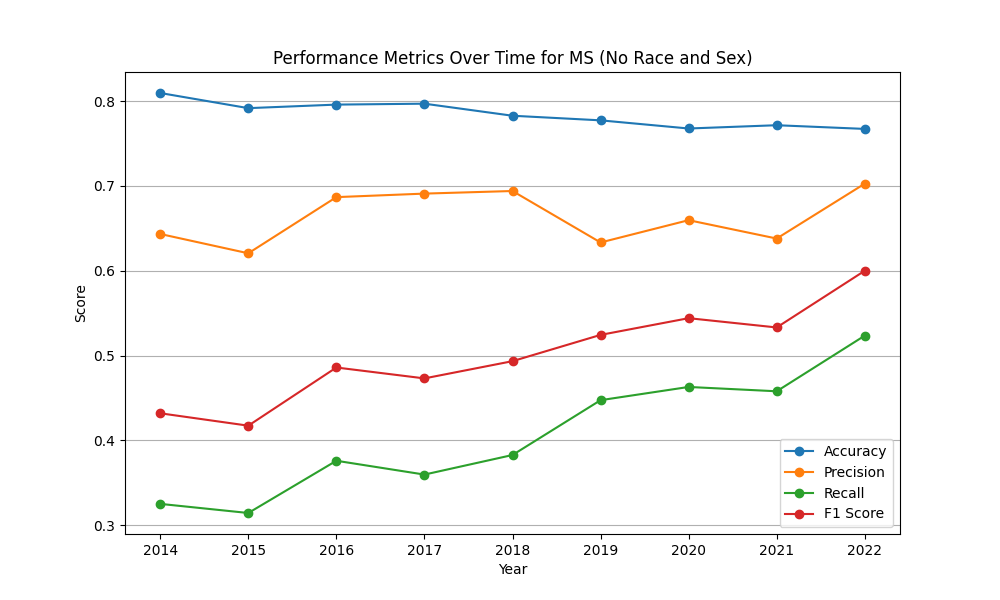 Performance Metrics Over Time for MS (No Race and Sex)
0.8
0.7
0.6
0.5
0.4
0.3
Score
Accuracy
Precision
Recall
F1 Score
2014 2015 2016 2017 2018 2019 2020 2021 2022
Year